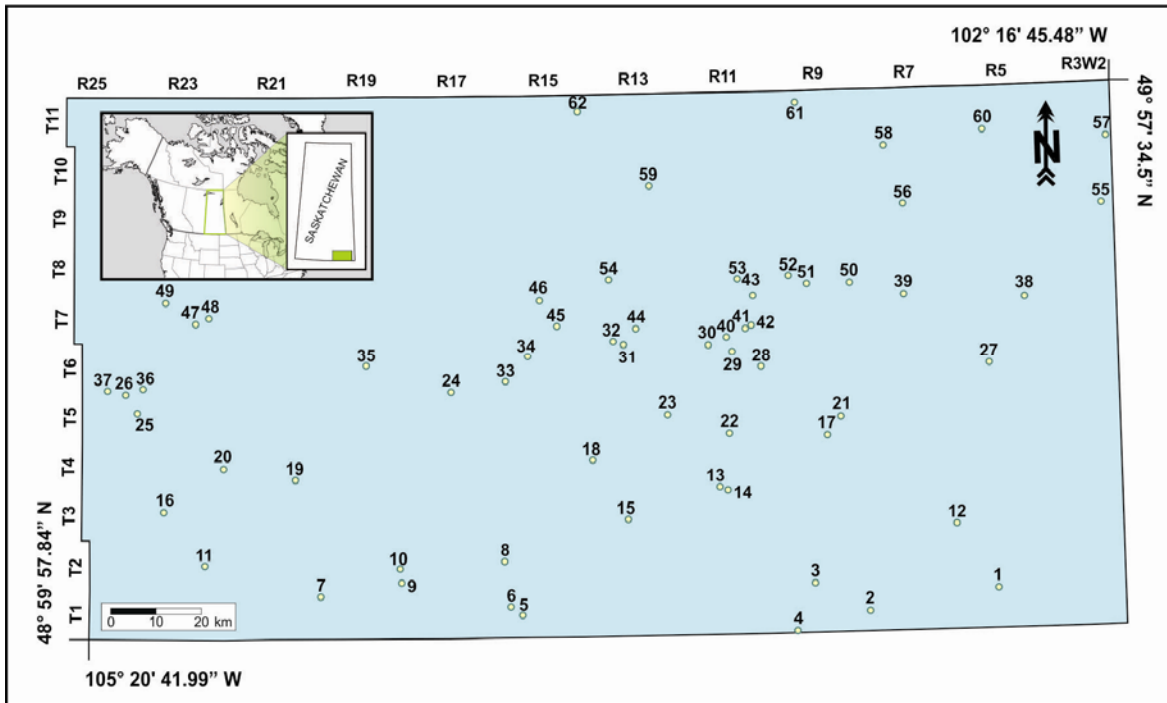 102° 16' 45.48” W
R25 R23 R21 R19 R17 R15 R13 R11 R9 R7 R5 R3W2
49° 57' 34.5” N
T11
T10
T9
T8
T7
T6
T5
T4
T3
T2
T1
SASKATCHEWAN
N
62 61 60 57
58
59
56 55
54 53 52 51 50
43 39 38
49 46
47 48 45 44 41 42
32 30 40
31 29 28 27
35 34
33
37 26 36 24
25 23 21
22 17
20 19 18
13 14
16 15 12
11 10 8
9 3 1
7 6 5 2
4
0 10 20 km
48° 59' 57.84” N
105° 20' 41.99” W